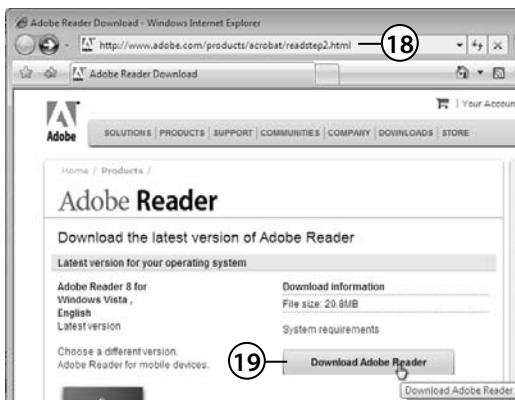 Adobe Reader Download - Windows Internet Explorer
http://www.adobe.com/products/acrobat/readstep2.html
18
Adobe Reader Download
Your Accoun
Adobe
SOLUTIONS | PRODUCTS | SUPPORT | COMMUNITIES | COMPANY | DOWNLOADS | STORE
Home / Products /
Adobe Reader
Download the latest version of Adobe Reader
Latest version for your operating system
Adobe Reader 8 for
Windows Vista ,
English
Latest version
Download information
File size: 20.8MB
System requirements
Choose a different version.
Adobe Reader for mobile devices.
19
Download Adobe Reader
Download Adobe Reader